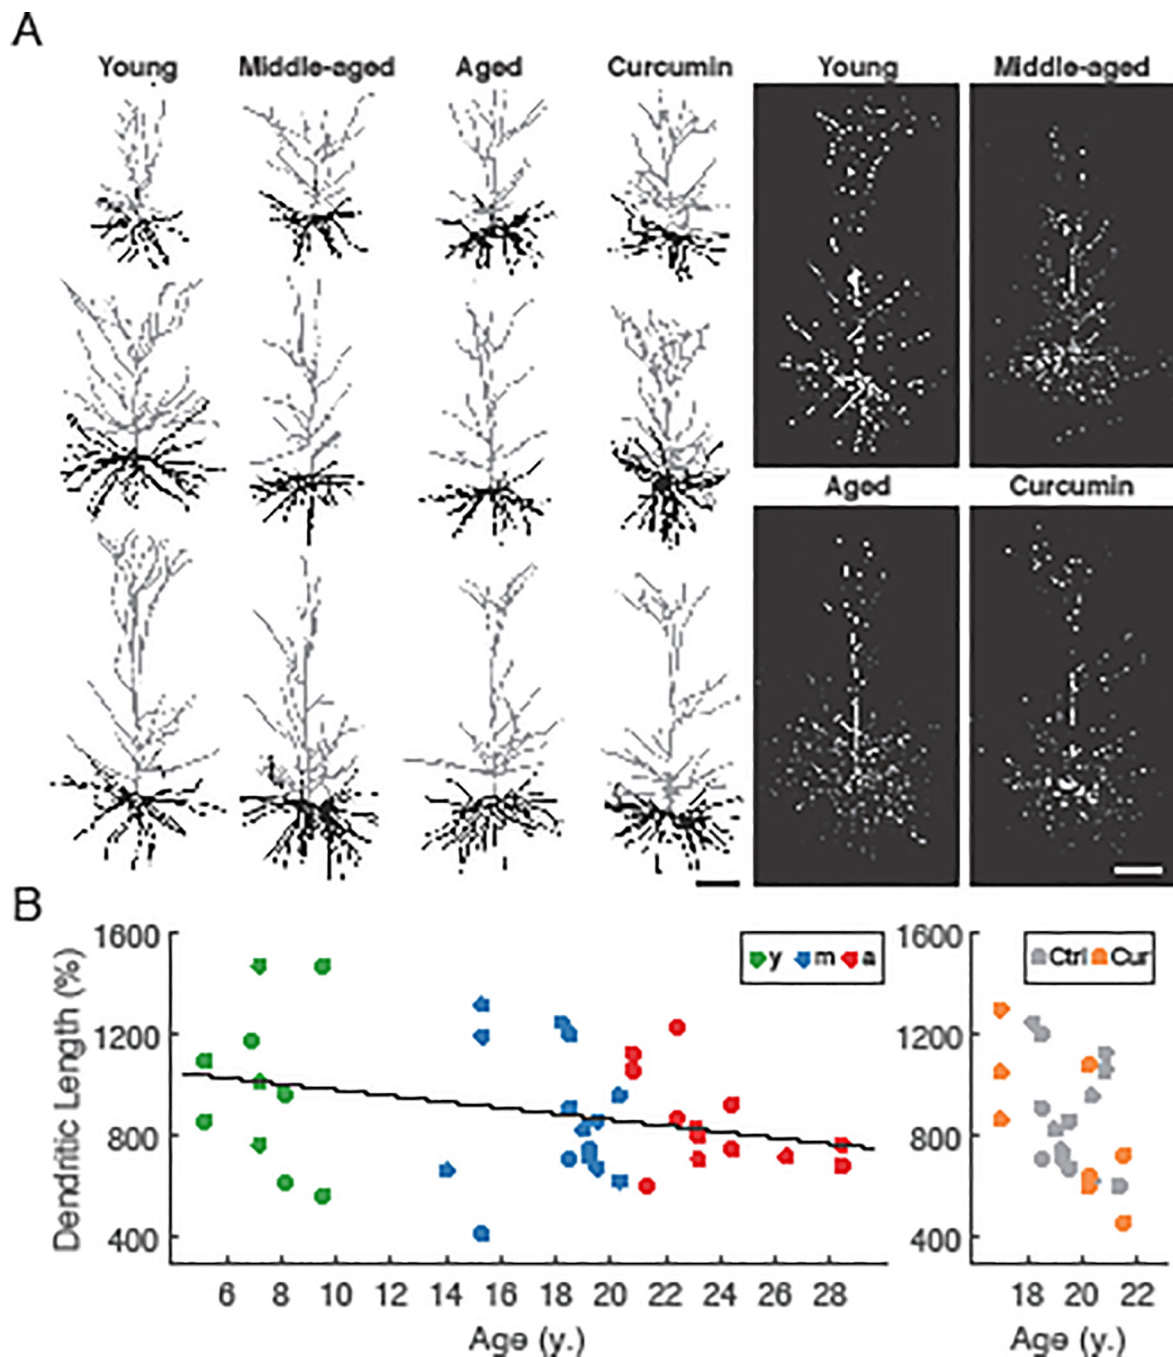 A
Young Middle-aged Aged Curcumin Young Middle-aged
Aged Curcumin
B
Dendritic Length (%)
1600
1200
800
400
y m a
6 8 10 12 14 16 18 20 22 24 26 28
Age (y.)
1600
1200
800
400
Ctrl Cur
18 20 22
Age (y.)